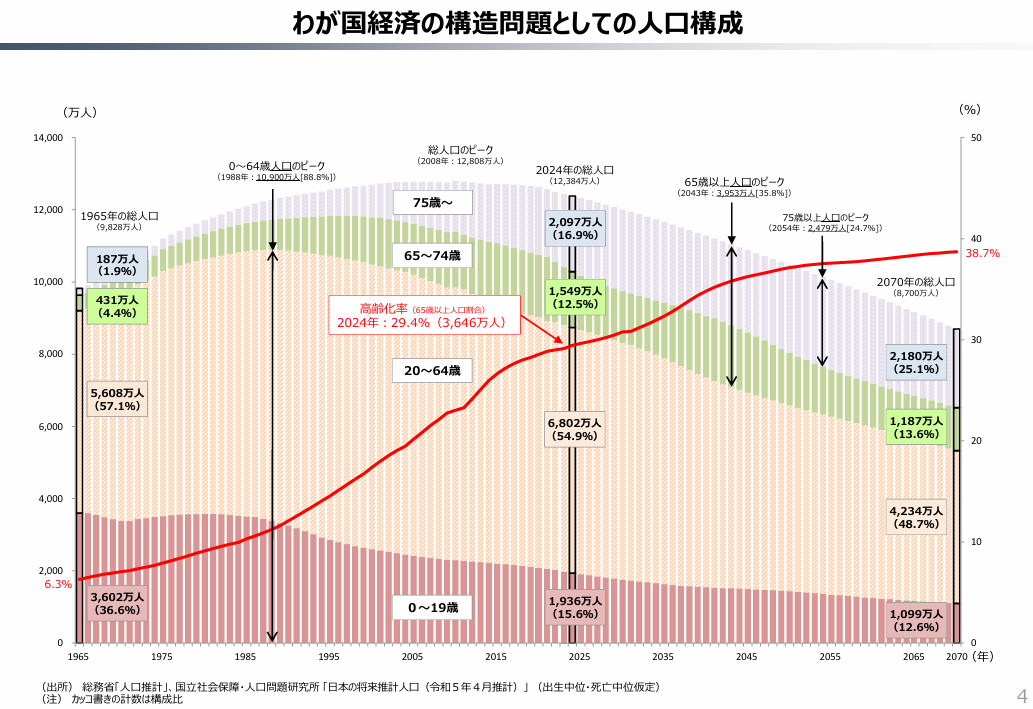 わが国経済の構造問題としての人口構成
（万人）
（%）
14,000
12,000
10,000
8,000
6,000
4,000
2,000
0
50
40
30
20
10
0
総人口のピーク
（2008年：12,808万人）
0～64歳人口のピーク
（1988年：10,900万人[88.8%]）
2024年の総人口
（12,384万人）
65歳以上人口のピーク
（2043年：3,953万人[35.8%]）
75歳以上人口のピーク
（2054年：2,479万人[24.7%]）
1965年の総人口
（9,828万人）
2070年の総人口
（8,700万人）
75歳～
65～74歳
20～64歳
0～19歳
187万人
（1.9%）
431万人
（4.4%）
5,608万人
（57.1%）
3,602万人
（36.6%）
6.3%
高齢化率（65歳以上人口割合）
2024年：29.4%（3,646万人）
2,097万人
（16.9%）
1,549万人
（12.5%）
6,802万人
（54.9%）
1,936万人
（15.6%）
38.7%
2,180万人
（25.1%）
1,187万人
（13.6%）
4,234万人
（48.7%）
1,099万人
（12.6%）
1965
1975
1985
1995
2005
2015
2025
2035
2045
2055
2065
2070
（年）
（出所） 総務省「人口推計」、国立社会保障・人口問題研究所「日本の将来推計人口（令和５年４月推計）」（出生中位・死亡中位仮定）
（注） カッコ書きの計数は構成比
4